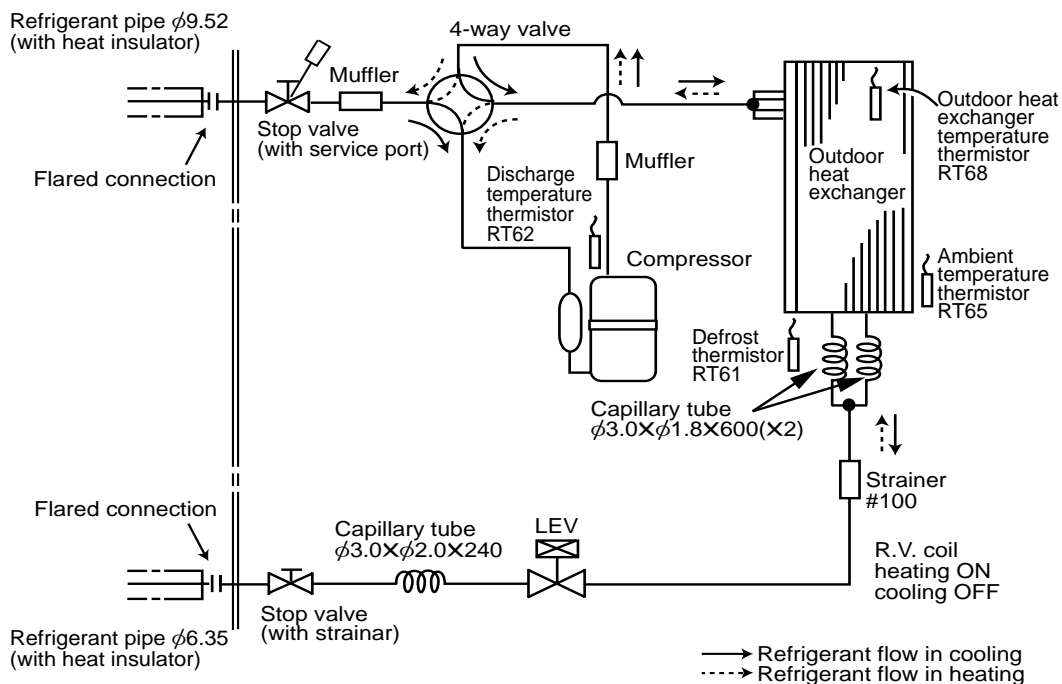 Refrigerant pipe ϕ9.52
(with heat insulator)
4-way valve
Muffler
Stop valve
(with service port)
Flared connection
Outdoor heat
exchanger
temperature
thermistor
RT68
Outdoor
heat
exchanger
Muffler
Discharge
temperature
thermistor
RT62
Compressor
Ambient
temperature
thermistor
RT65
Defrost
thermistor
RT61
Capillary tube
ϕ3.0×ϕ1.8×600(×2)
Strainer
#100
Flared connection
Capillary tube
ϕ3.0×ϕ2.0×240
LEV
R.V. coil
heating ON
cooling OFF
Stop valve
(with strainar)
Refrigerant pipe ϕ6.35
(with heat insulator)
Refrigerant flow in cooling
Refrigerant flow in heating